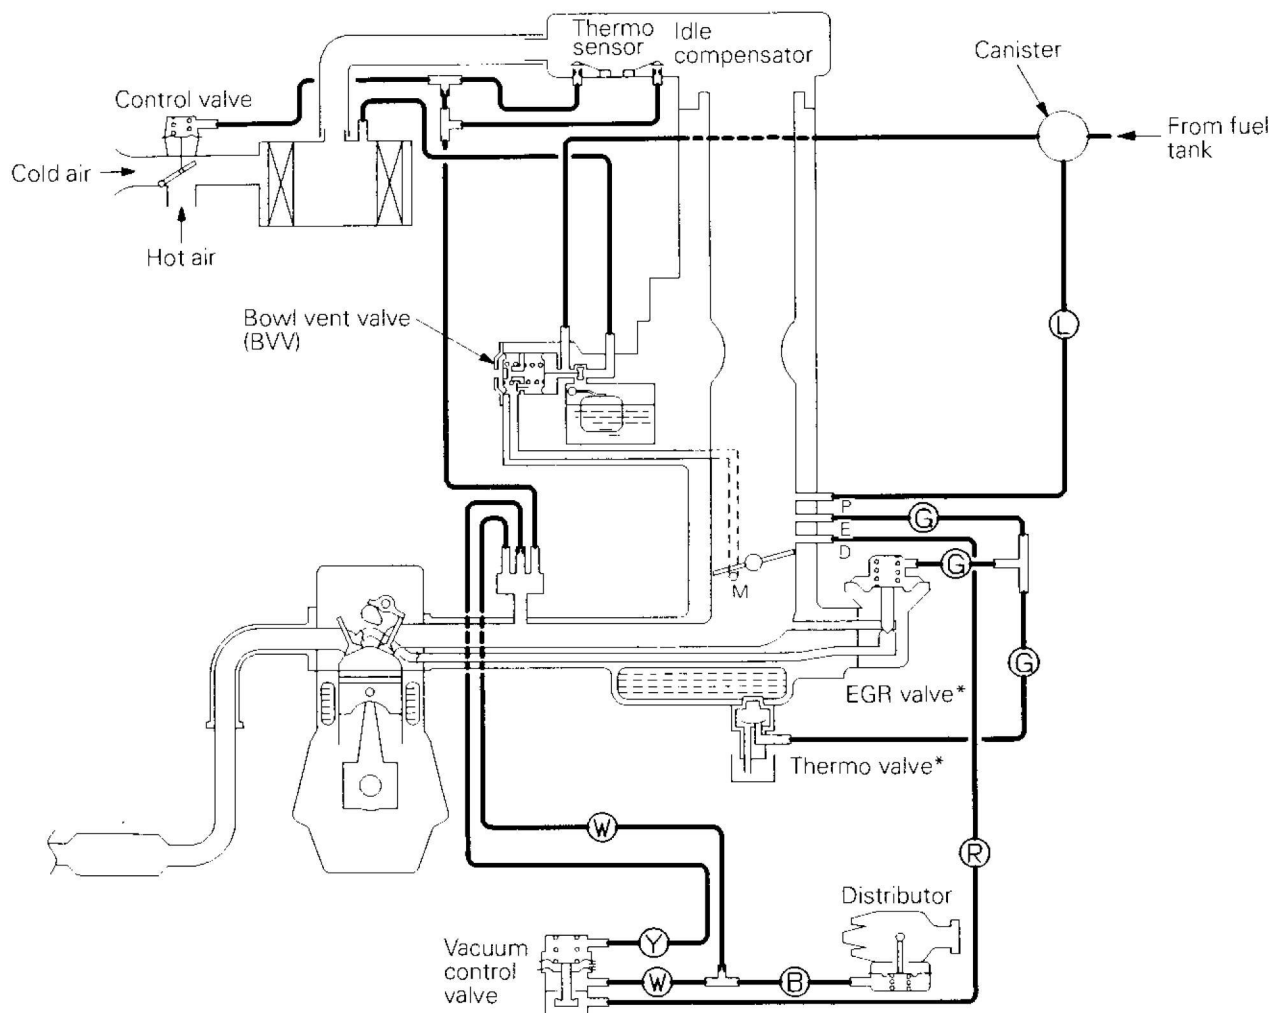 Thermo
sensor
Idle
compensator
Canister
Control valve
From fuel
tank
Cold air
Hot air
Bowl vent valve
(BVV)
L
P
G
E
D
G
M
G
EGR valve*
Thermo valve*
W
R
Distributor
Y
Vacuum
control
valve
W
B